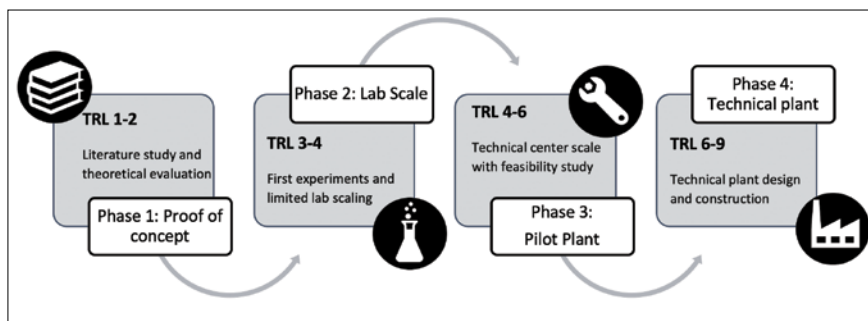 TRL 1-2
Literature study and
theoretical evaluation
Phase 1: Proof of
concept
Phase 2: Lab Scale
TRL 3-4
First experiments and
limited lab scaling
TRL 4-6
Technical center scale
with feasibility study
Phase 3:
Pilot Plant
Phase 4:
Technical plant
TRL 6-9
Technical plant design
and construction